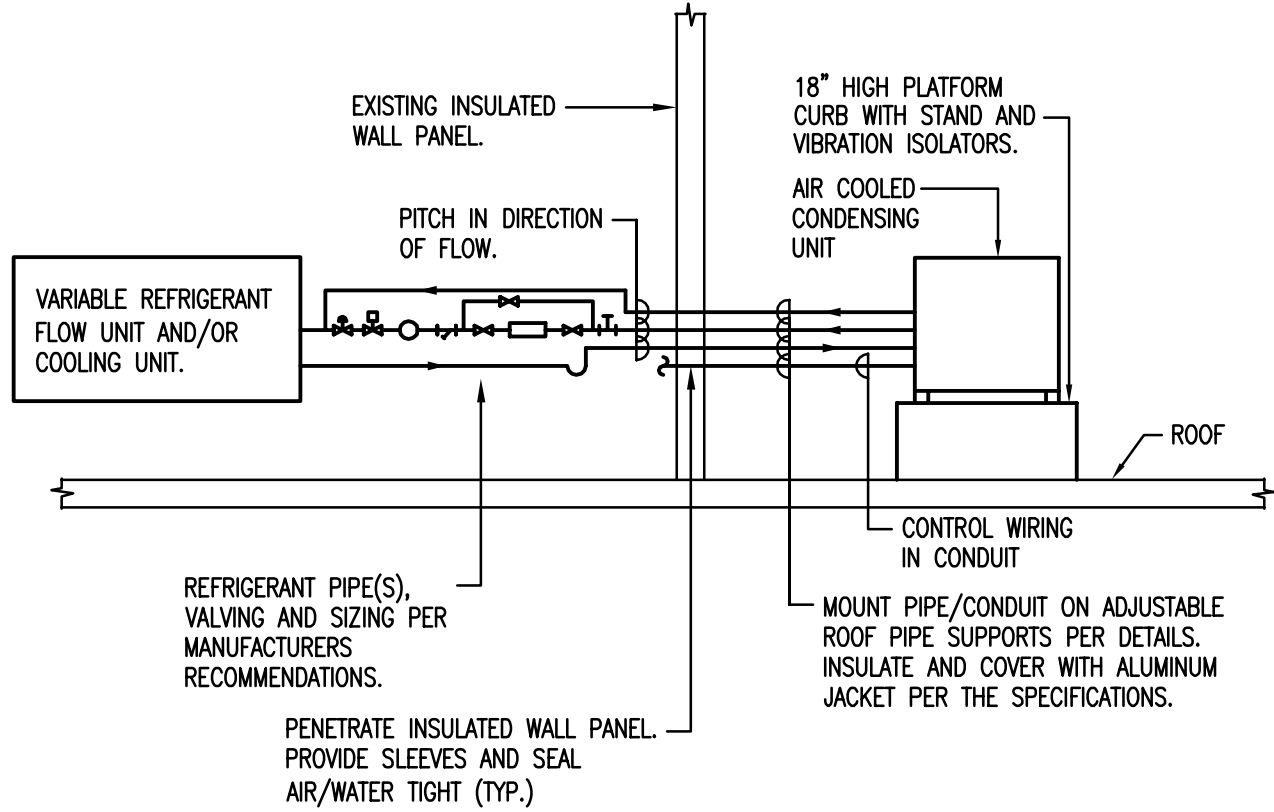 EXISTING INSULATED
WALL PANEL.
18” HIGH PLATFORM
CURB WITH STAND AND
VIBRATION ISOLATORS.
AIR COOLED
CONDENSING
UNIT
PITCH IN DIRECTION
OF FLOW.
VARIABLE REFRIGERANT
FLOW UNIT AND/OR
COOLING UNIT.
ROOF
CONTROL WIRING
IN CONDUIT
REFRIGERANT PIPE(S),
VALVING AND SIZING PER
MANUFACTURERS
RECOMMENDATIONS.
MOUNT PIPE/CONDUIT ON ADJUSTABLE
ROOF PIPE SUPPORTS PER DETAILS.
INSULATE AND COVER WITH ALUMINUM
JACKET PER THE SPECIFICATIONS.
PENETRATE INSULATED WALL PANEL.
PROVIDE SLEEVES AND SEAL
AIR/WATER TIGHT (TYP.)